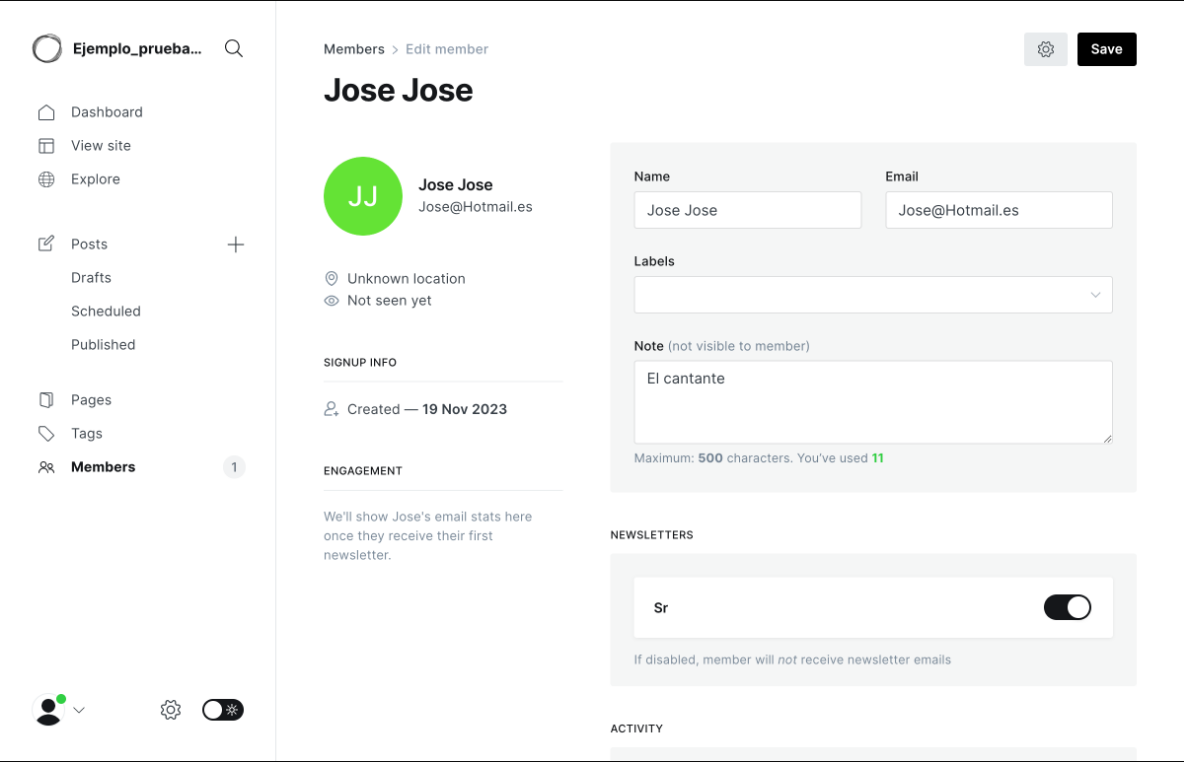 Ejemplo_prueba...
Dashboard
View site
Explore
Posts
Drafts
Scheduled
Published
Pages
Tags
Members 1
Members > Edit member
Save
Jose Jose
JJ
Jose Jose
Jose@Hotmail.es
Unknown location
Not seen yet
SIGNUP INFO
Created — 19 Nov 2023
ENGAGEMENT
We'll show Jose's email stats here
once they receive their first
newsletter.
Name Email
Jose Jose Jose@Hotmail.es
Labels
Note (not visible to member)
El cantante
Maximum: 500 characters. You've used 11
NEWSLETTERS
Sr
If disabled, member will not receive newsletter emails
ACTIVITY